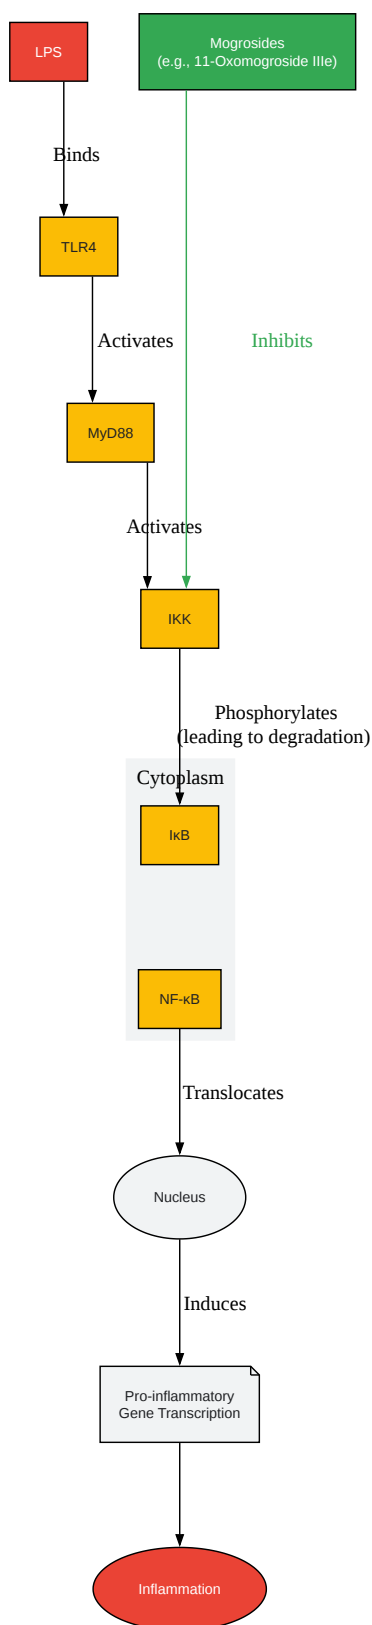 LPS
Mogrosides
(e.g., 11-Oxomogroside IIIe)
Binds
TLR4
Activates
Inhibits
MyD88
Activates
IKK
Phosphorylates
(leading to degradation)
Cytoplasm
IκB
NF-κB
Translocates
Nucleus
Induces
Pro-inflammatory
Gene Transcription
Inflammation